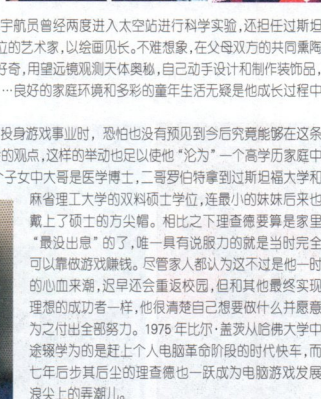 宇航员曾经两度进入太空站进行科学实验，还担任过斯坦
位的艺术家，以绘画见长。不难想象，在父母双方的共同熏陶
好奇，用望远镜观测天体奥秘，自己动手设计和制作装饰品，
…良好的家庭环境和多彩的童年生活无疑是他成长过程中
投身游戏事业时，恐怕也没有预见到今后究竟能够在这条
的观点，这样的举动也足以使他“沦为”一个高学历家庭中
个子女中大哥是医学博士，二哥罗伯特拿到过斯坦福大学和
麻省理工大学的双料硕士学位，连最小的妹妹后来也
戴上了硕士的方尖帽。相比之下理查德要算是家里
“最没出息”的了，唯一具有说服力的就是当时完全
可以靠做游戏赚钱。尽管家人都认为这不过是他一时
的心血来潮，迟早还会重返校园，但和其他最终实现
理想的成功者一样，他很清楚自己想要做什么并愿意
为之付出全部努力。1975年比尔·盖茨从哈佛大学中
途辍学为的是赶上个人电脑革命阶段的时代快车，而
七年后步其后尘的理查德也一跃成为电脑游戏发展
浪尖上的弄潮儿。